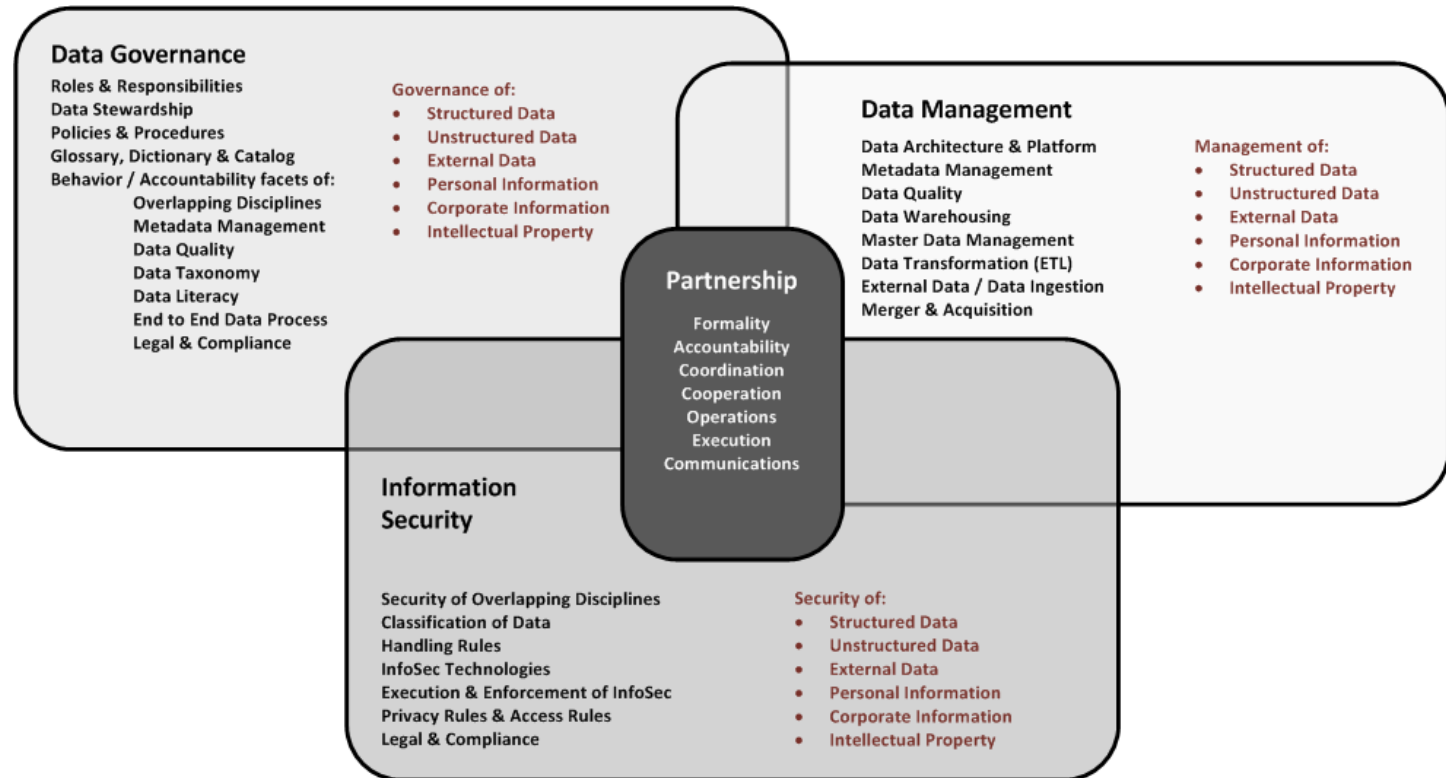 Data Governance
Roles & Responsibilities
Data Stewardship
Policies & Procedures
Glossary, Dictionary & Catalog
Behavior / Accountability facets of:
Overlapping Disciplines
Metadata Management
Data Quality
Data Taxonomy
Data Literacy
End to End Data Process
Legal & Compliance
Governance of:
• Structured Data
• Unstructured Data
• External Data
• Personal Information
• Corporate Information
• Intellectual Property
Data Management
Data Architecture & Platform
Metadata Management
Data Quality
Data Warehousing
Master Data Management
Data Transformation (ETL)
External Data / Data Ingestion
Merger & Acquisition
Management of:
• Structured Data
• Unstructured Data
• External Data
• Personal Information
• Corporate Information
• Intellectual Property
Partnership
Formality
Accountability
Coordination
Cooperation
Operations
Execution
Communications
Information
Security
Security of Overlapping Disciplines
Classification of Data
Handling Rules
InfoSec Technologies
Execution & Enforcement of InfoSec
Privacy Rules & Access Rules
Legal & Compliance
Security of:
• Structured Data
• Unstructured Data
• External Data
• Personal Information
• Corporate Information
• Intellectual Property